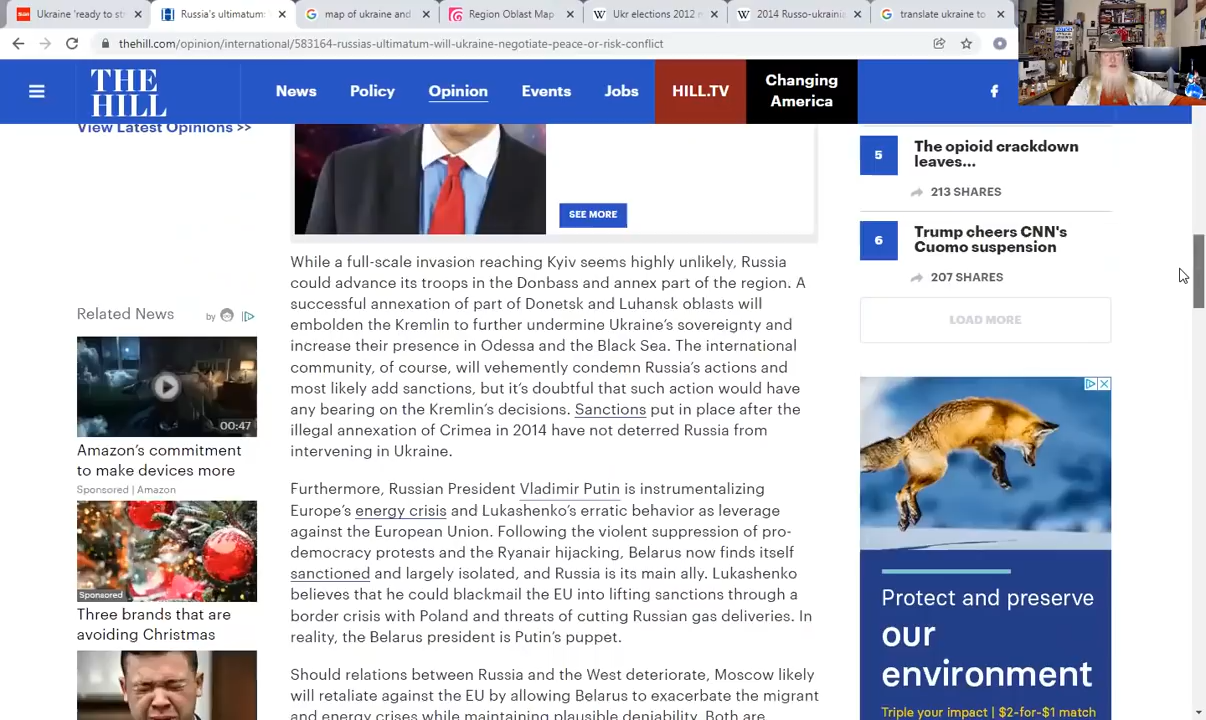 Ukraine 'ready to st
Russia's ultimatum:
map of ukraine and
Region Oblast Map
Ukr elections 2012 m
2014 Russo-ukrainia
translate ukraine to
thehill.com/opinion/international/583164-russias-ultimatum-will-ukraine-negotiate-peace-or-risk-conflict
THE
HILL
News
Policy
Opinion
Events
Jobs
HILL.TV
Changing
America
View Latest Opinions >>
SEE MORE
While a full-scale invasion reaching Kyiv seems highly unlikely, Russia
could advance its troops in the Donbass and annex part of the region. A
successful annexation of part of Donetsk and Luhansk oblasts will
embolden the Kremlin to further undermine Ukraine's sovereignty and
increase their presence in Odessa and the Black Sea. The international
community, of course, will vehemently condemn Russia's actions and
most likely add sanctions, but it's doubtful that such action would have
any bearing on the Kremlin's decisions. Sanctions put in place after the
illegal annexation of Crimea in 2014 have not deterred Russia from
intervening in Ukraine.
Furthermore, Russian President Vladimir Putin is instrumentalizing
Europe's energy crisis and Lukashenko's erratic behavior as leverage
against the European Union. Following the violent suppression of pro-
democracy protests and the Ryanair hijacking, Belarus now finds itself
sanctioned and largely isolated, and Russia is its main ally. Lukashenko
believes that he could blackmail the EU into lifting sanctions through a
border crisis with Poland and threats of cutting Russian gas deliveries. In
reality, the Belarus president is Putin's puppet.
Should relations between Russia and the West deteriorate, Moscow likely
will retaliate against the EU by allowing Belarus to exacerbate the migrant
and energy crises while maintaining plausible deniability. Both are
Related News
by
00:47
Amazon's commitment
to make devices more
Sponsored | Amazon
Sponsored
Three brands that are
avoiding Christmas
5
The opioid crackdown
leaves...
213 SHARES
6
Trump cheers CNN's
Cuomo suspension
207 SHARES
LOAD MORE
Protect and preserve
our
environment
Triple your impact | $2-for-$1 match